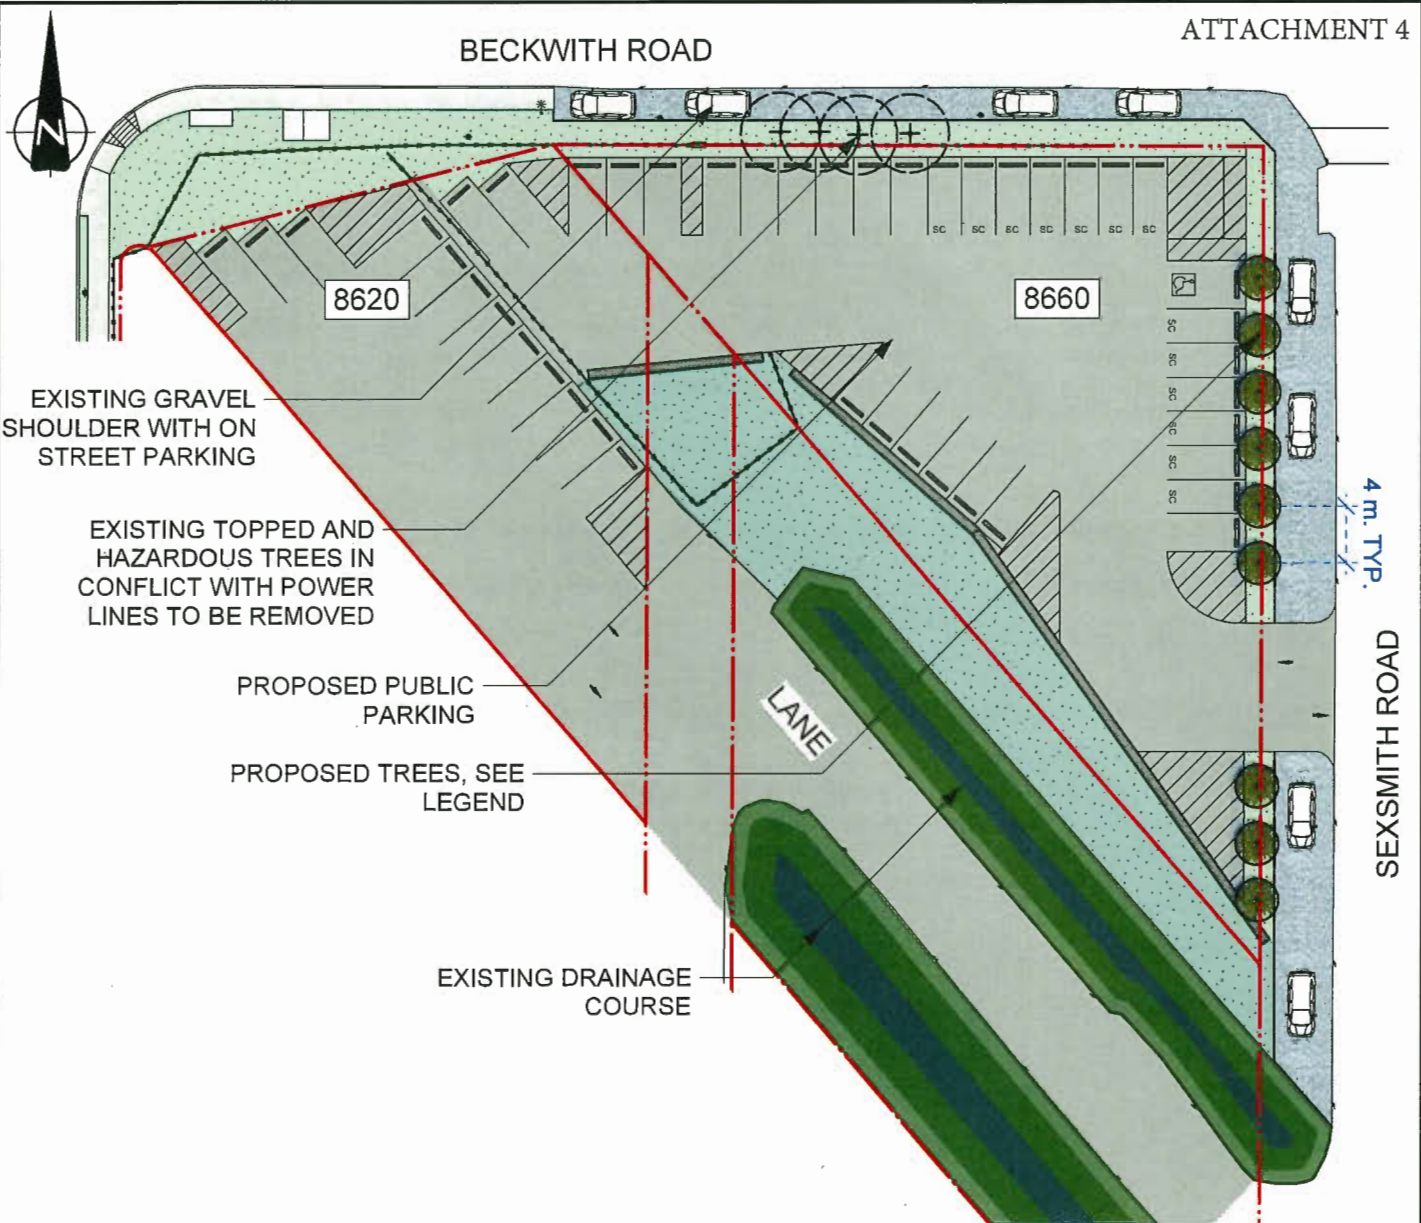 ATTACHMENT 4
BECKWITH ROAD
N
8620
8660
SC SC SC SC SC SC SC
SC
SC
SC
SC
SC
SC
EXISTING GRAVEL
SHOULDER WITH ON
STREET PARKING
EXISTING TOPPED AND
HAZARDOUS TREES IN
CONFLICT WITH POWER
LINES TO BE REMOVED
4 m. TYP.
PROPOSED PUBLIC
PARKING
LANE
PROPOSED TREES, SEE
LEGEND
SEXSMITH ROAD
EXISTING DRAINAGE
COURSE